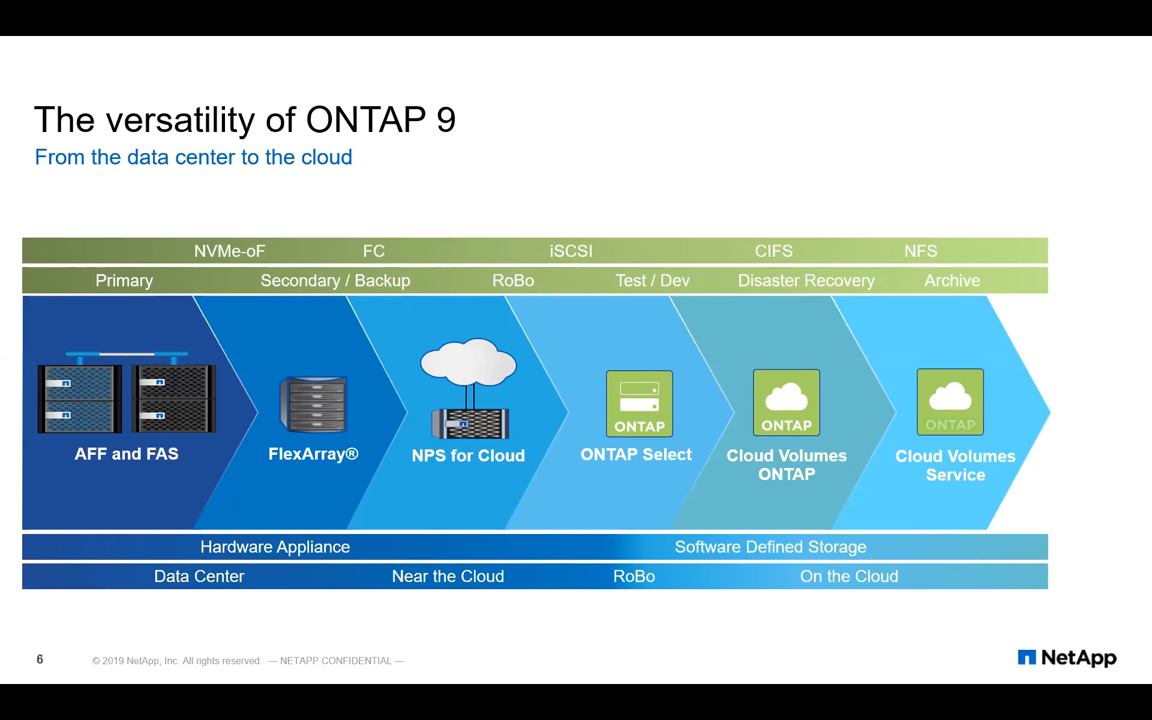 The versatility of ONTAP 9
From the data center to the cloud
NVMe-oF FC iSCSI CIFS NFS
Primary Secondary / Backup RoBo Test / Dev Disaster Recovery Archive
ONTAP
ONTAP
ONTAP
AFF and FAS
FlexArray®
NPS for Cloud
ONTAP Select
Cloud Volumes
ONTAP
Cloud Volumes
Service
Hardware Appliance Software Defined Storage
Data Center Near the Cloud RoBo On the Cloud
6 © 2019 NetApp, Inc. All rights reserved. — NETAPP CONFIDENTIAL —
NetApp